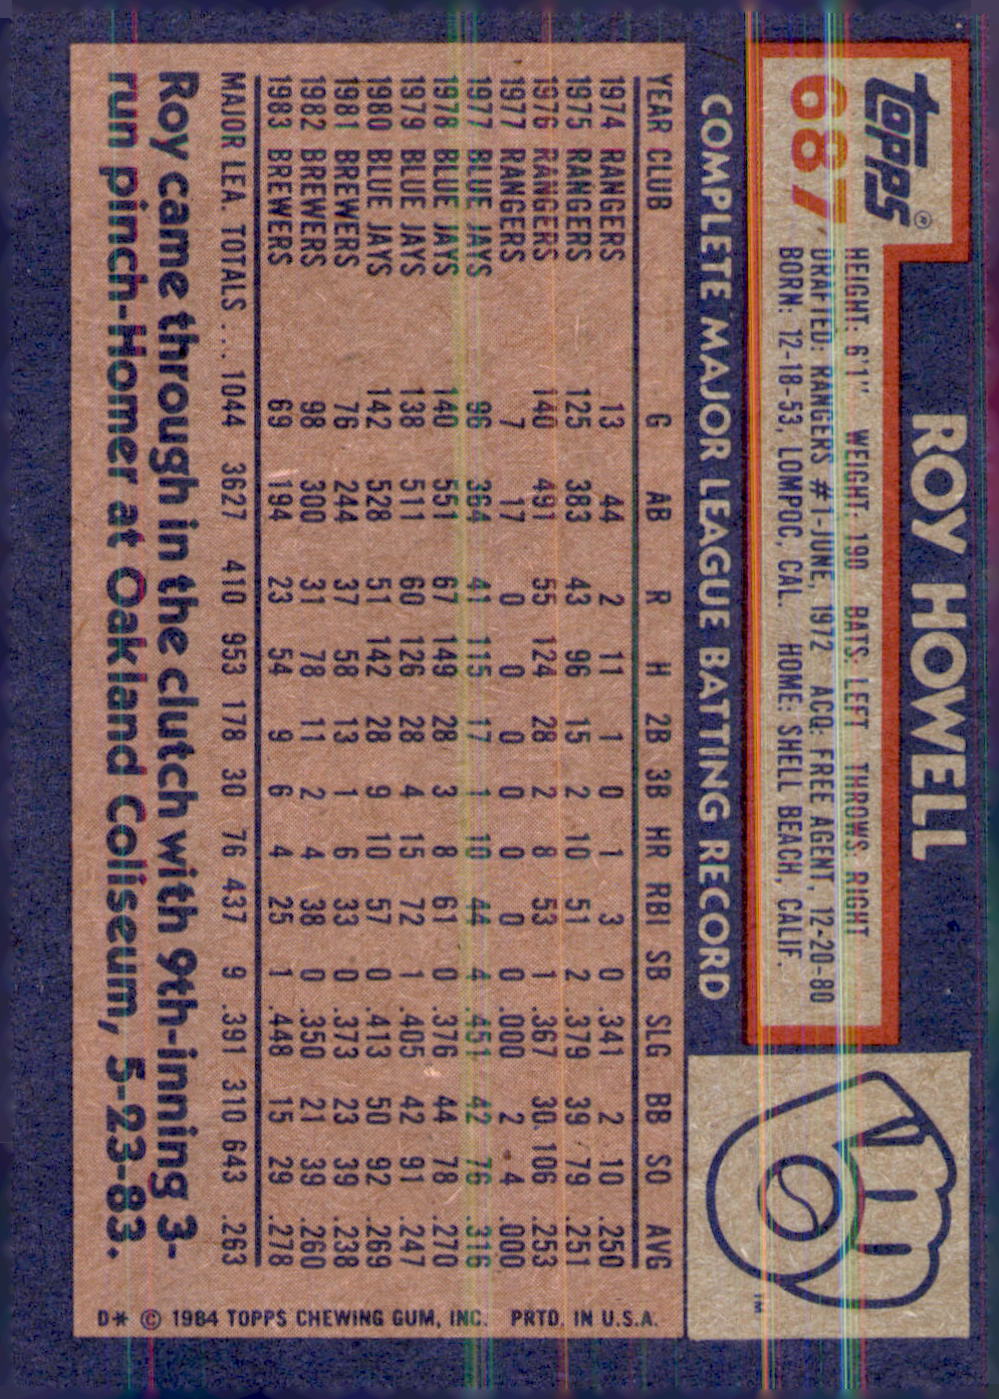 Topps®
687
ROY HOWELL
HEIGHT: 6'1" WEIGHT: 190 BATS: LEFT THROWS: RIGHT
DRAFTED: RANGERS #1-JUNE, 1972 ACQ: FREE AGENT, 12-20-80
BORN: 12-18-53, LOMPOC, CAL. HOME: SHELL BEACH, CALIF.
COMPLETE MAJOR LEAGUE BATTING RECORD
YEAR CLUB G AB R H 2B 3B HR RBI SB SLG BB SO AVG
1974 RANGERS 13 44 2 11 1 0 1 3 0 .341 2 10 .250
1975 RANGERS 125 383 43 96 15 2 10 51 2 .379 39 79 .251
1976 RANGERS 140 491 55 124 28 2 8 53 1 .367 30 106 .253
1977 RANGERS 7 17 0 0 0 0 0 0 0 .000 2 4 .000
1977 BLUE JAYS 96 364 41 115 17 1 10 44 4 .451 42 76 .316
1978 BLUE JAYS 140 551 67 149 28 3 8 61 0 .376 44 78 .270
1979 BLUE JAYS 138 511 60 126 28 4 15 72 1 .405 42 91 .247
1980 BLUE JAYS 142 528 51 142 28 9 10 57 0 .413 50 92 .269
1981 BREWERS 76 244 37 58 13 1 6 33 0 .373 23 39 .238
1982 BREWERS 98 300 31 78 11 2 4 38 0 .350 21 39 .260
1983 BREWERS 69 194 23 54 9 6 4 25 1 .448 15 29 .278
MAJOR LEA. TOTALS ... 1044 3627 410 953 178 30 76 437 9 .391 310 643 .263
Roy came through in the clutch with 9th-inning 3-
run pinch-Homer at Oakland Coliseum, 5-23-83.
D* © 1984 TOPPS CHEWING GUM, INC. PRTD. IN U.S.A.
TM